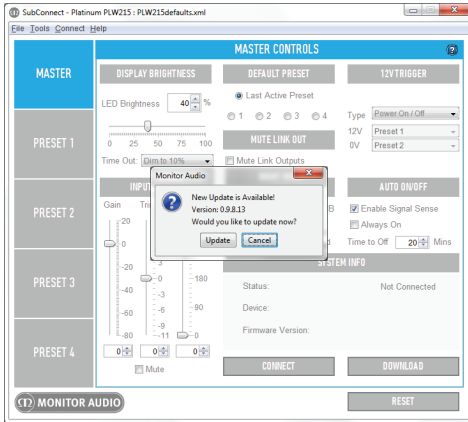 SubConnect - Platinum PLW215 : PLW215defaults.xml
File Tools Connect Help
MASTER CONTROLS
?
MASTER
PRESET 1
PRESET 2
PRESET 3
PRESET 4
DISPLAY BRIGHTNESS
LED Brightness 40 %
0 25 50 75 100
Time Out: Dim to 10%
DEFAULT PRESET
Last Active Preset
1 2 3 4
MUTE LINK OUT
Mute Link Outputs
12V TRIGGER
Type Power On / Off
12V Preset 1
0V Preset 2
Monitor Audio
New Update is Available!
Version: 0.9.8.13
Would you like to update now?
Update Cancel
INPU
Gain
20
0
-20 -3
-40 0 -180
-60 -6 -90
-9
-80 -11 0
0 0 0
Mute
AUTO ON/OFF
Enable Signal Sense
Always On
Time to Off 20 Mins
SYSTEM INFO
Status: Not Connected
Device:
Firmware Version:
CONNECT
DOWNLOAD
MONITOR AUDIO
RESET